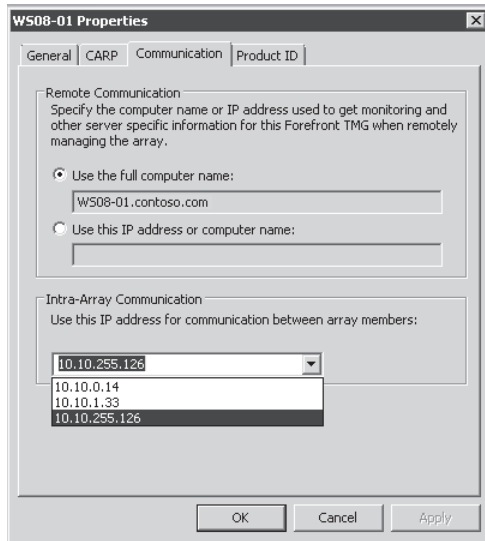 WS08-01 Properties
General CARP Communication Product ID
Remote Communication
Specify the computer name or IP address used to get monitoring and
other server specific information for this Forefront TMG when remotely
managing the array.
Use the full computer name:
WS08-01.contoso.com
Use this IP address or computer name:
Intra-Array Communication
Use this IP address for communication between array members:
10.10.255.126
10.10.0.14
10.10.1.33
10.10.255.126
OK Cancel Apply